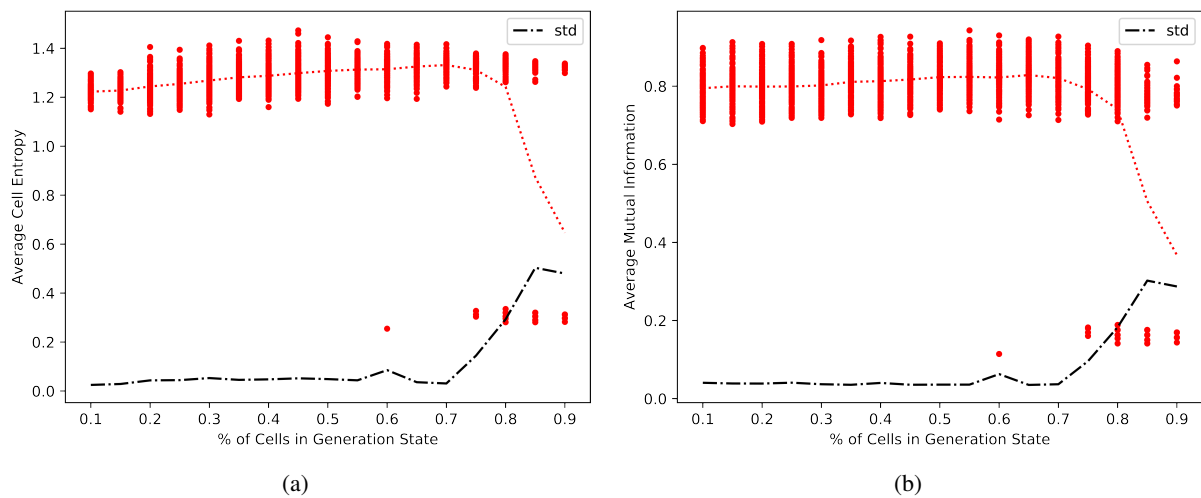 std
1.4
1.2
1.0
0.8
0.6
0.4
0.2
0.0
Average Cell Entropy
0.1 0.2 0.3 0.4 0.5 0.6 0.7 0.8 0.9
% of Cells in Generation State
(a)
std
0.8
0.6
0.4
0.2
0.0
Average Mutual Information
0.1 0.2 0.3 0.4 0.5 0.6 0.7 0.8 0.9
% of Cells in Generation State
(b)